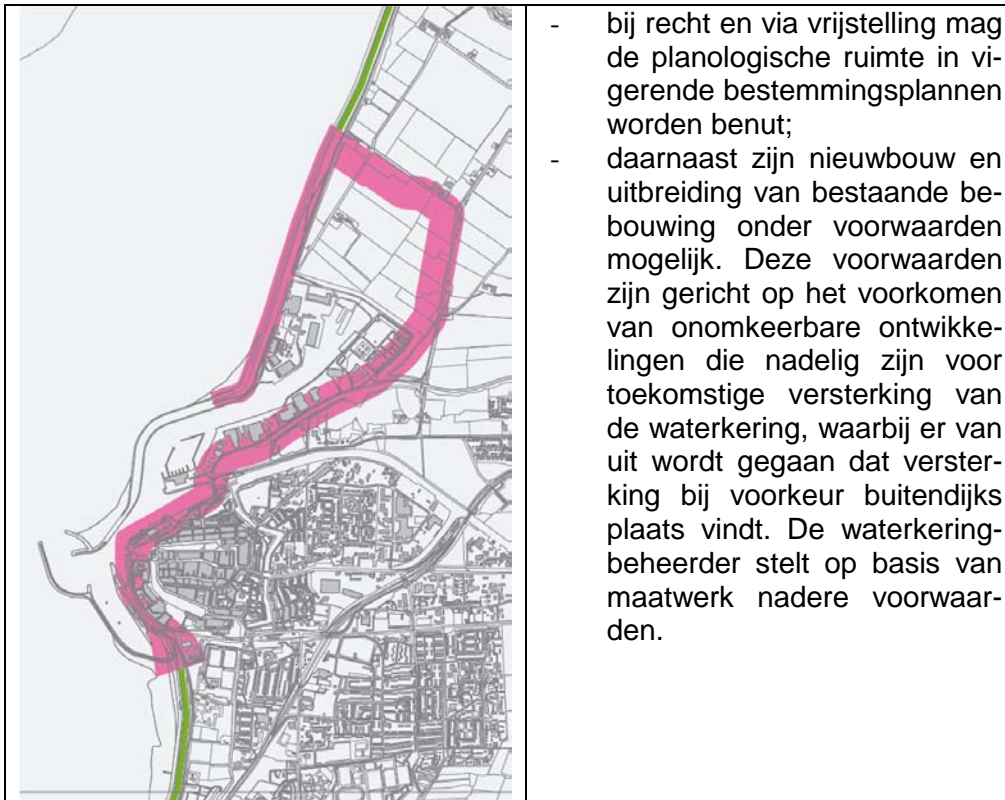 - bij recht en via vrijstelling mag
de planologische ruimte in vi-
gerende bestemmingsplannen
worden benut;
- daarnaast zijn nieuwbouw en
uitbreiding van bestaande be-
bouwing onder voorwaarden
mogelijk. Deze voorwaarden
zijn gericht op het voorkomen
van onomkeerbare ontwikke-
lingen die nadelig zijn voor
toekomstige versterking van
de waterkering, waarbij er van
uit wordt gegaan dat verster-
king bij voorkeur buitendijks
plaats vindt. De waterkering-
beheerder stelt op basis van
maatwerk nadere voorwaar-
den.